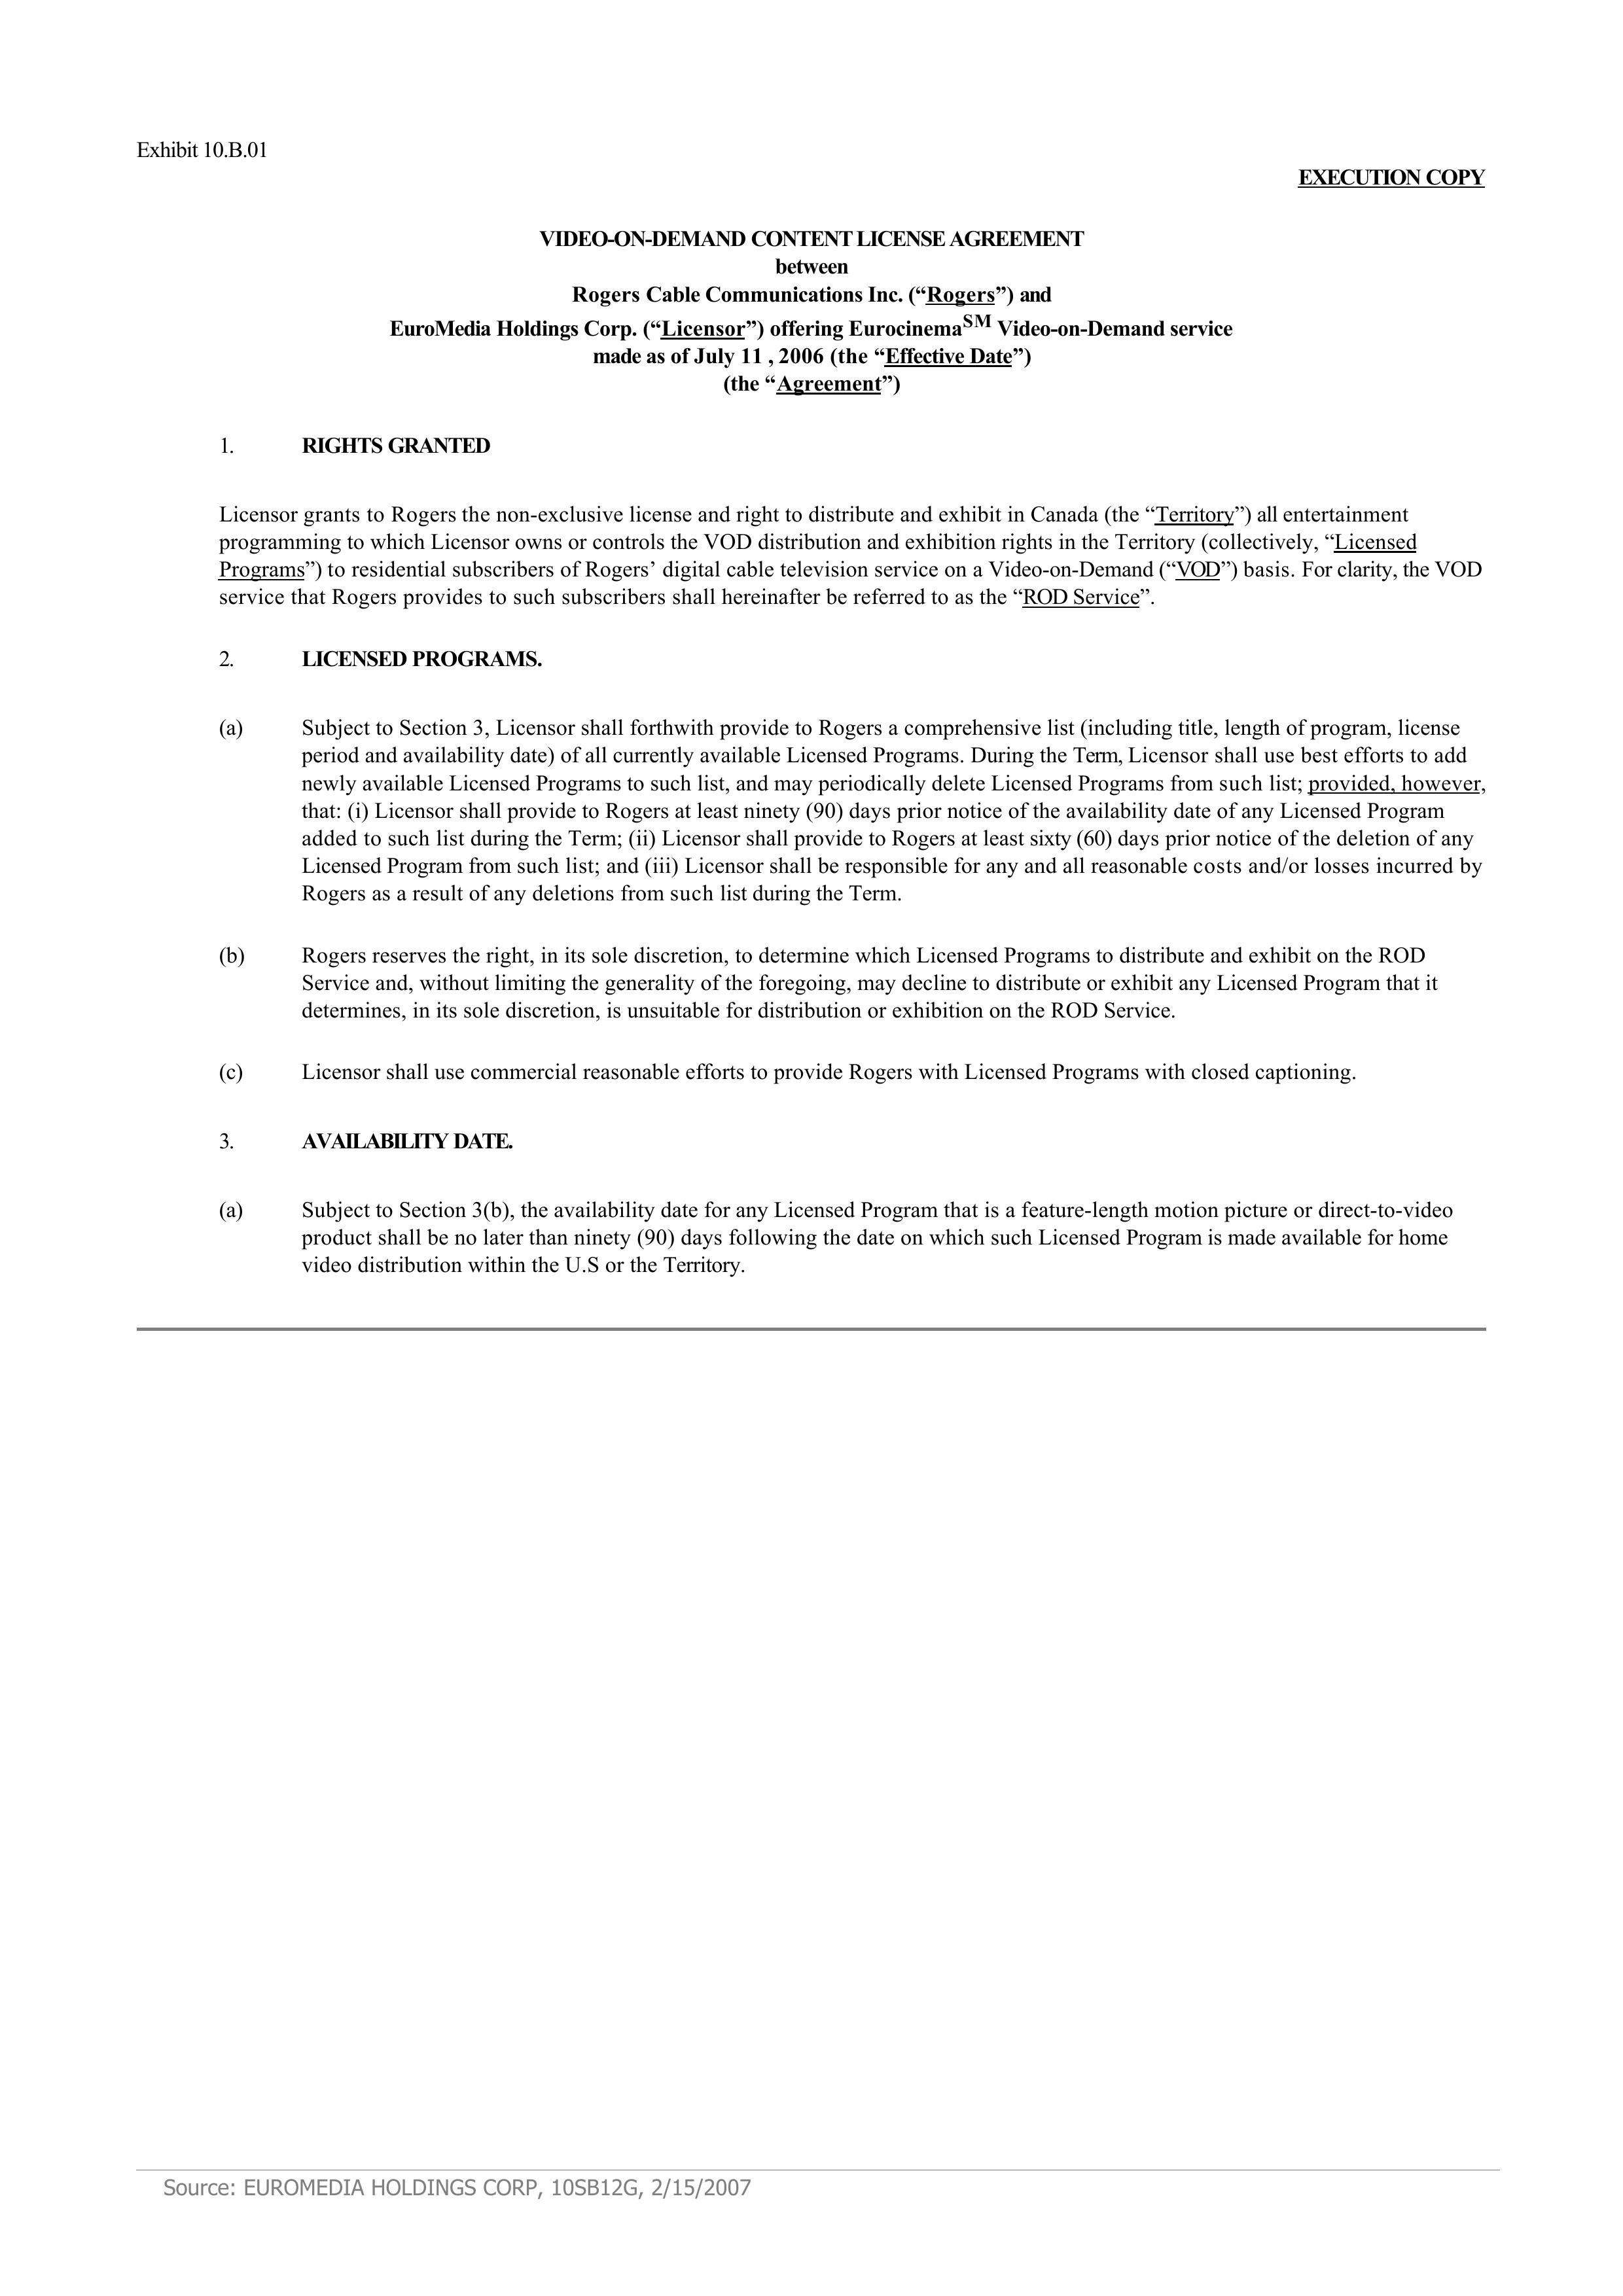 Exhibit 10.B.01
EXECUTION COPY
VIDEO-ON-DEMAND CONTENT LICENSE AGREEMENT
between
Rogers Cable Communications Inc. (“Rogers”) and
EuroMedia Holdings Corp. (“Licensor”) offering EurocinemaSM Video-on-Demand service
made as of July 11 , 2006 (the “Effective Date”)
(the “Agreement”)
1. RIGHTS GRANTED
Licensor grants to Rogers the non-exclusive license and right to distribute and exhibit in Canada (the “Territory”) all entertainment
programming to which Licensor owns or controls the VOD distribution and exhibition rights in the Territory (collectively, “Licensed
Programs”) to residential subscribers of Rogers’ digital cable television service on a Video-on-Demand (“VOD”) basis. For clarity, the VOD
service that Rogers provides to such subscribers shall hereinafter be referred to as the “ROD Service”.
2. LICENSED PROGRAMS.
(a) Subject to Section 3, Licensor shall forthwith provide to Rogers a comprehensive list (including title, length of program, license
period and availability date) of all currently available Licensed Programs. During the Term, Licensor shall use best efforts to add
newly available Licensed Programs to such list, and may periodically delete Licensed Programs from such list; provided, however,
that: (i) Licensor shall provide to Rogers at least ninety (90) days prior notice of the availability date of any Licensed Program
added to such list during the Term; (ii) Licensor shall provide to Rogers at least sixty (60) days prior notice of the deletion of any
Licensed Program from such list; and (iii) Licensor shall be responsible for any and all reasonable costs and/or losses incurred by
Rogers as a result of any deletions from such list during the Term.
(b) Rogers reserves the right, in its sole discretion, to determine which Licensed Programs to distribute and exhibit on the ROD
Service and, without limiting the generality of the foregoing, may decline to distribute or exhibit any Licensed Program that it
determines, in its sole discretion, is unsuitable for distribution or exhibition on the ROD Service.
(c) Licensor shall use commercial reasonable efforts to provide Rogers with Licensed Programs with closed captioning.
3. AVAILABILITY DATE.
(a) Subject to Section 3(b), the availability date for any Licensed Program that is a feature-length motion picture or direct-to-video
product shall be no later than ninety (90) days following the date on which such Licensed Program is made available for home
video distribution within the U.S or the Territory.
Source: EUROMEDIA HOLDINGS CORP, 10SB12G, 2/15/2007